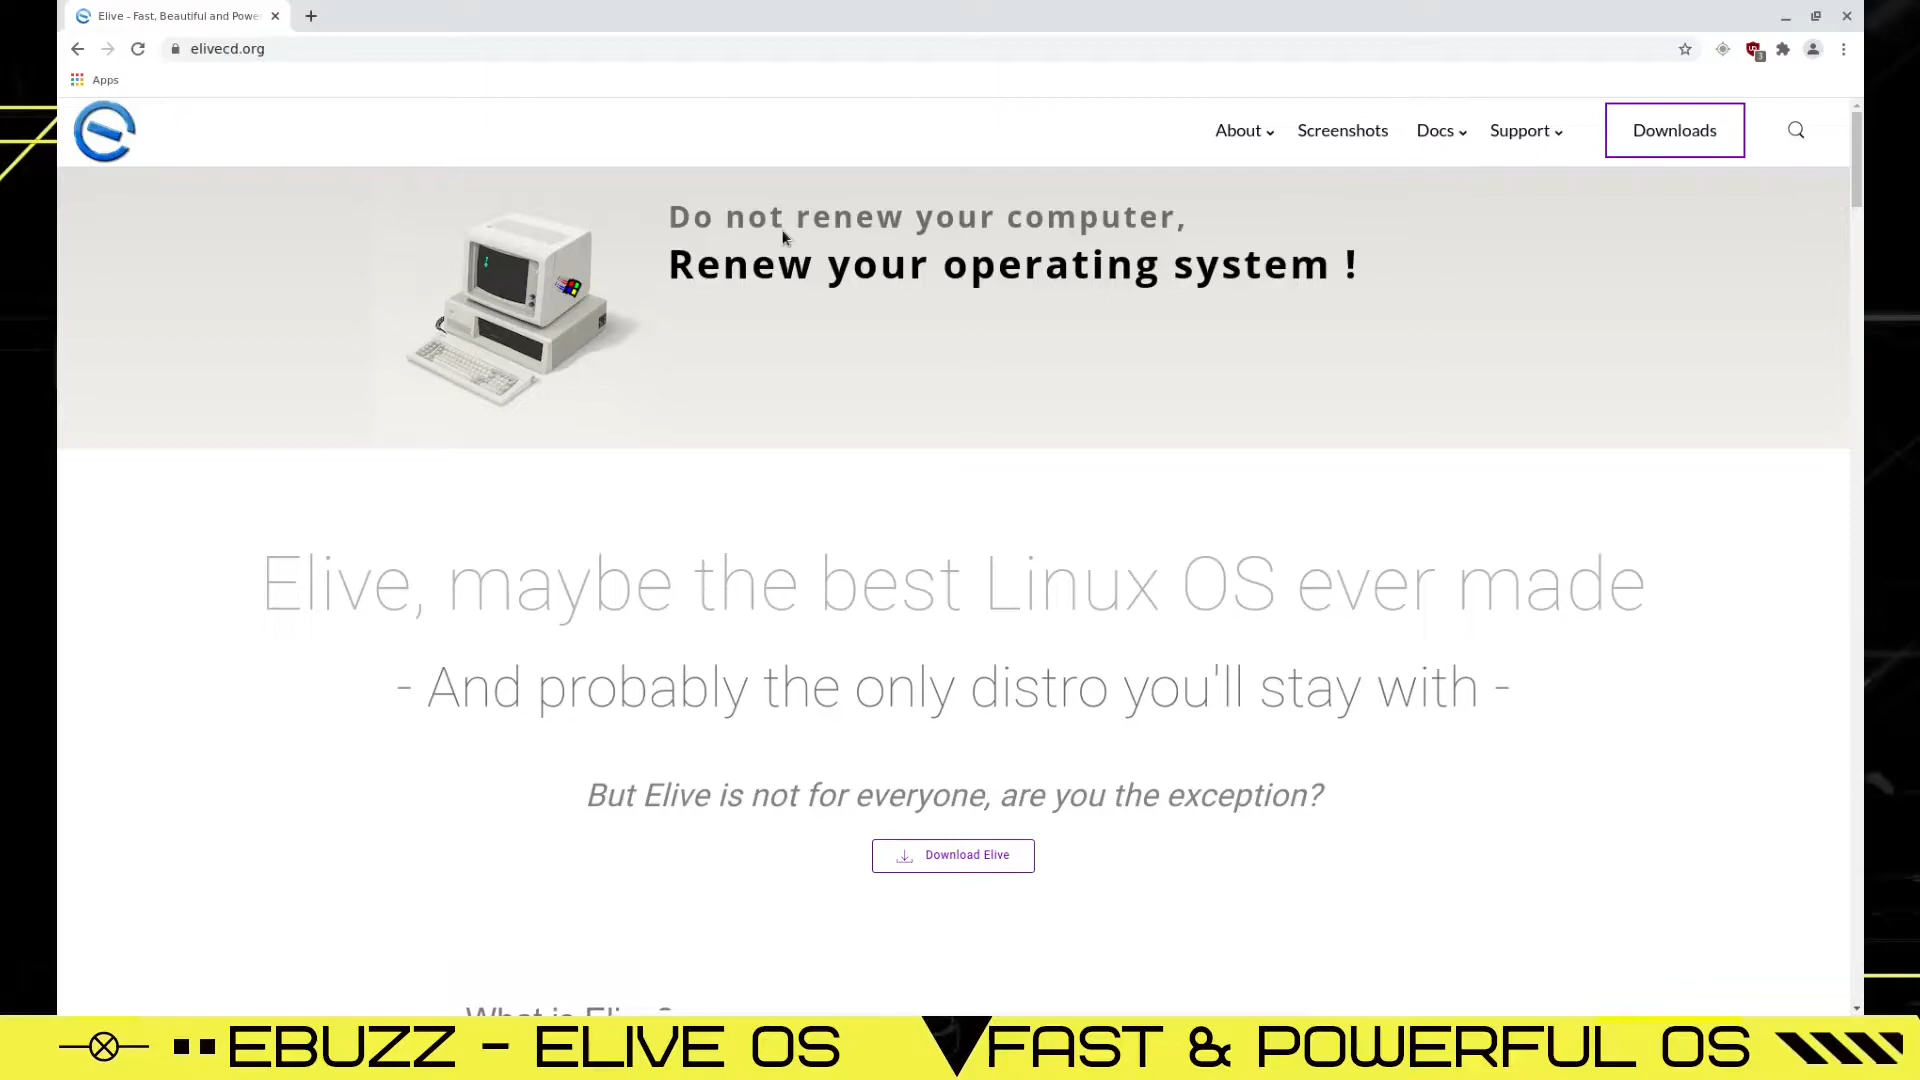 Elive - Fast, Beautiful and Powe
elivecd.org
Apps
About
Screenshots
Docs
Support
Downloads
Do not renew your computer,
Renew your operating system !
Elive, maybe the best Linux OS ever made
- And probably the only distro you'll stay with -
But Elive is not for everyone, are you the exception?
Download Elive
What is Elive?
EBUZZ - ELIVE OS
FAST & POWERFUL OS